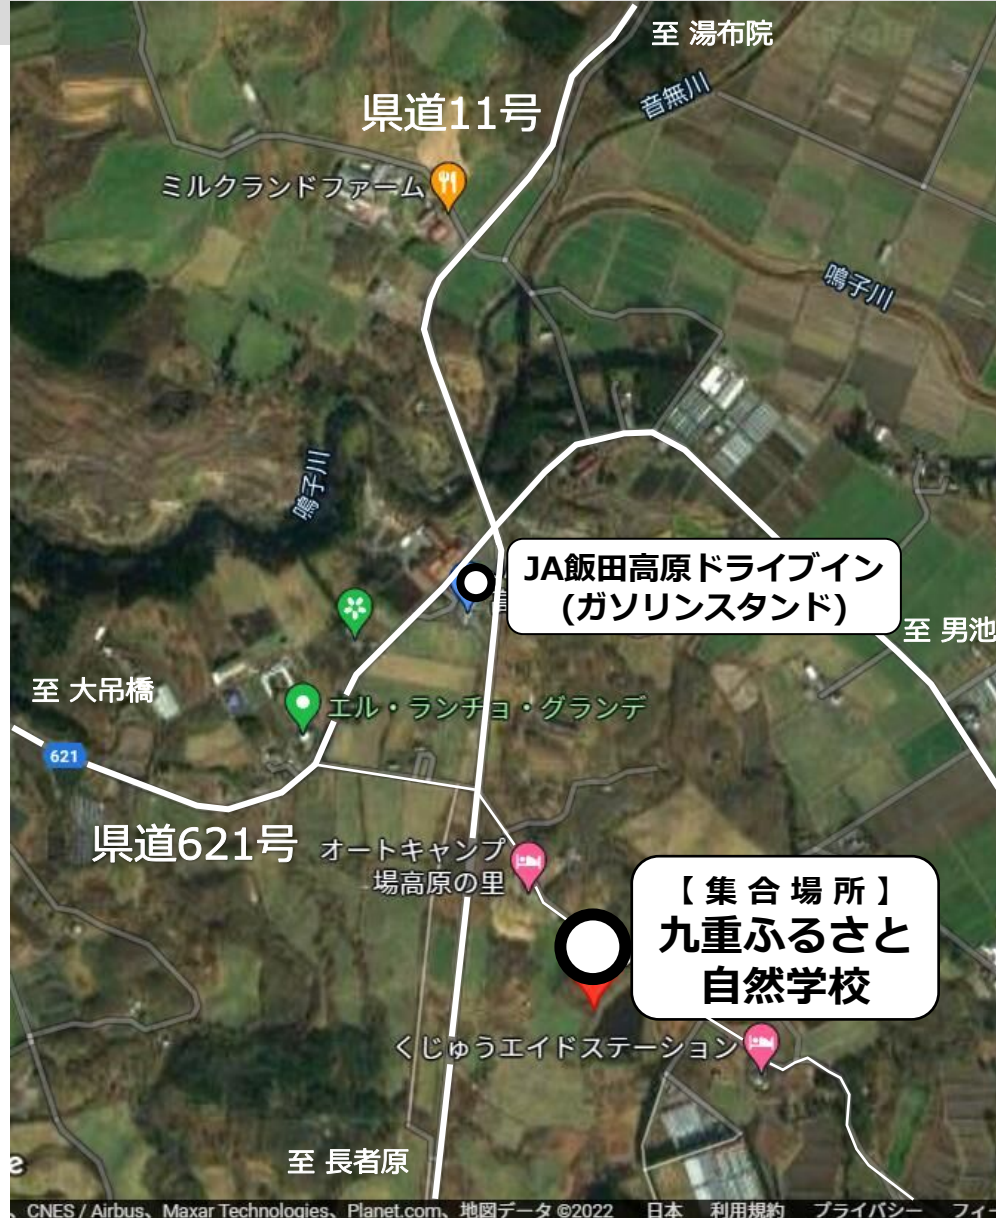 至 湯布院
音無川
県道11号
ミルクランドファーム
鳴子川
鳴子川
JA飯田高原ドライブイン
(ガソリンスタンド)
至 男池
至 大吊橋
エル・ランチョ・グランデ
621
県道621号
オートキャンプ
場高原の里
【集合場所】
九重ふるさと
自然学校
くじゅうエイドステーション
至 長者原
、CNES / Airbus、Maxar Technologies、Planet.com、地図データ ©2022 日本 利用規約 プライバシー フィー